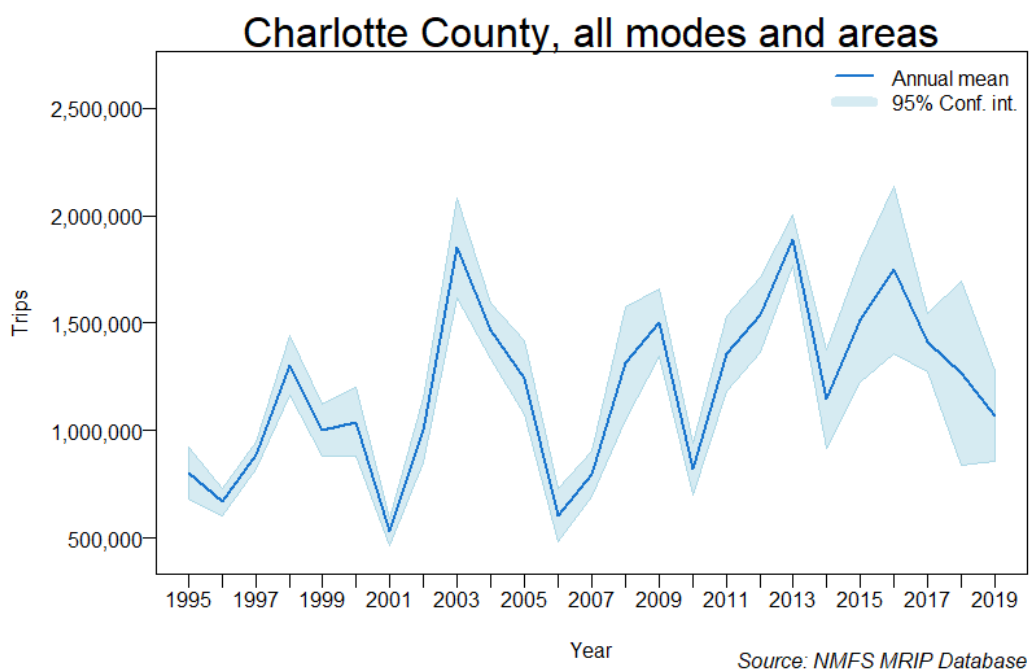 Charlotte County, all modes and areas
Annual mean
95% Conf. int.
2,500,000
2,000,000
1,500,000
1,000,000
500,000
Trips
1995 1997 1999 2001 2003 2005 2007 2009 2011 2013 2015 2017 2019
Year
Source: NMFS MRIP Database